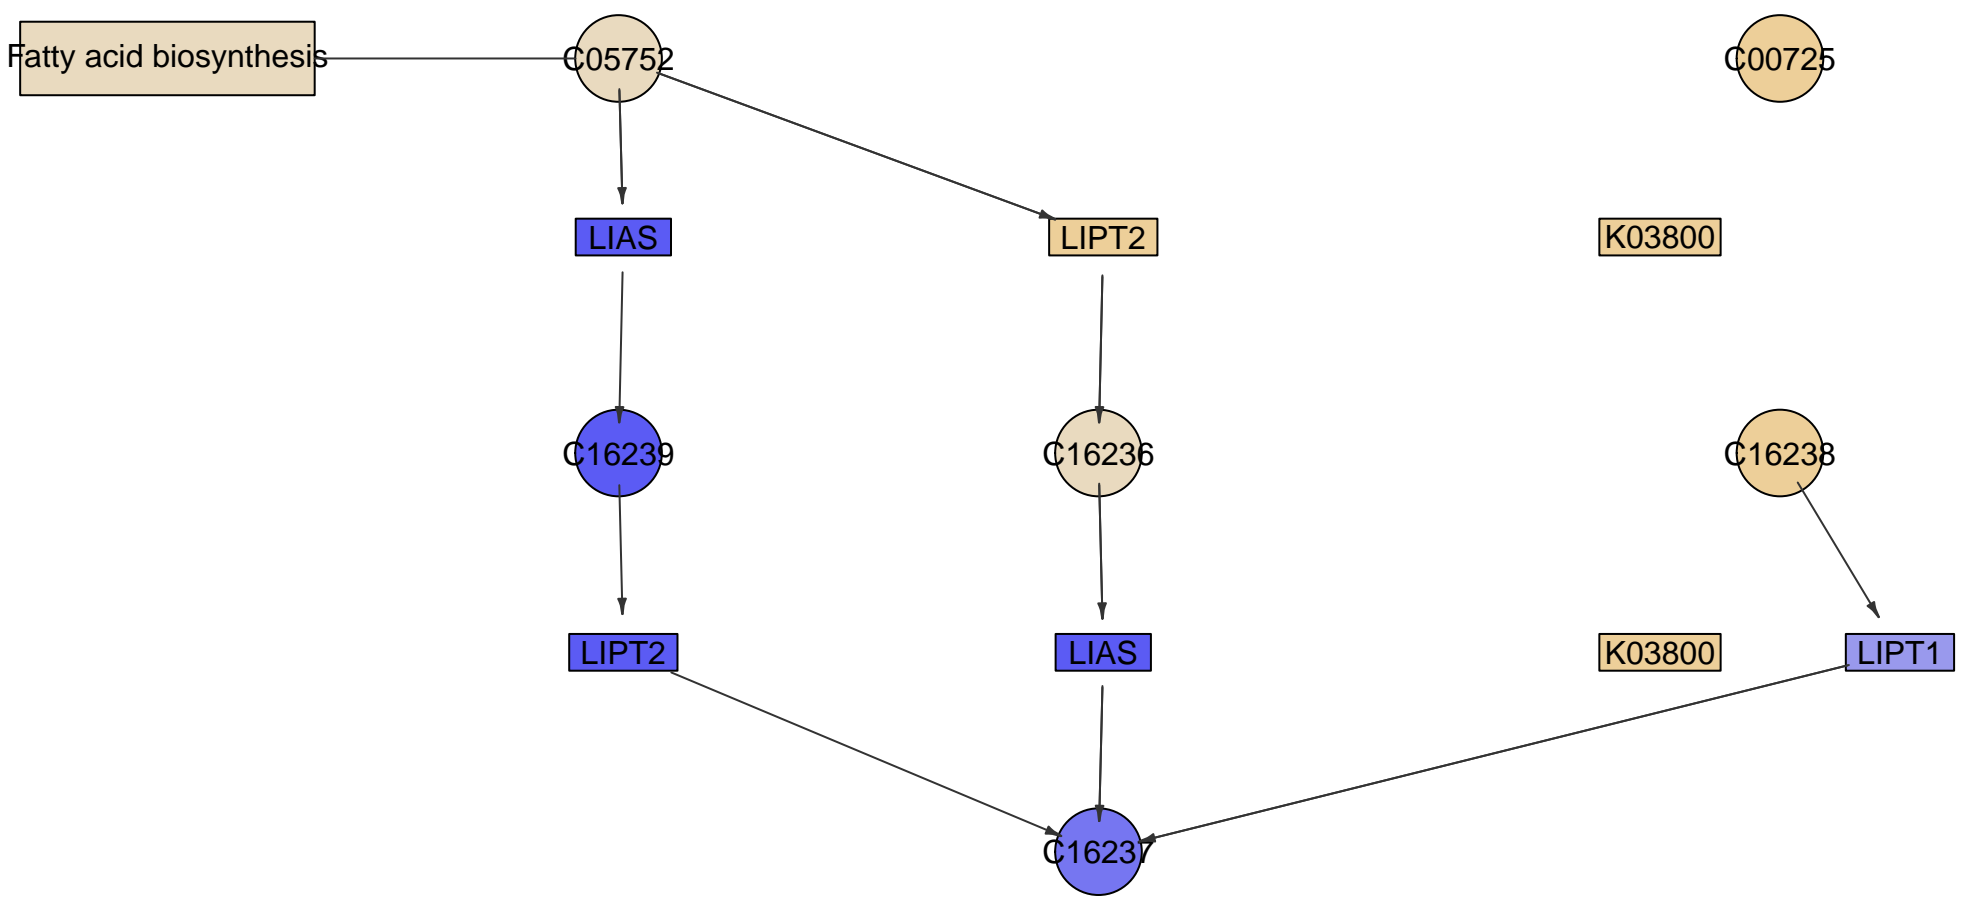 Fatty acid biosynthesis
C05752
C00725
LIAS
LIPT2
K03800
C16239
C16236
C16238
LIPT2
LIAS
K03800
LIPT1
C16237